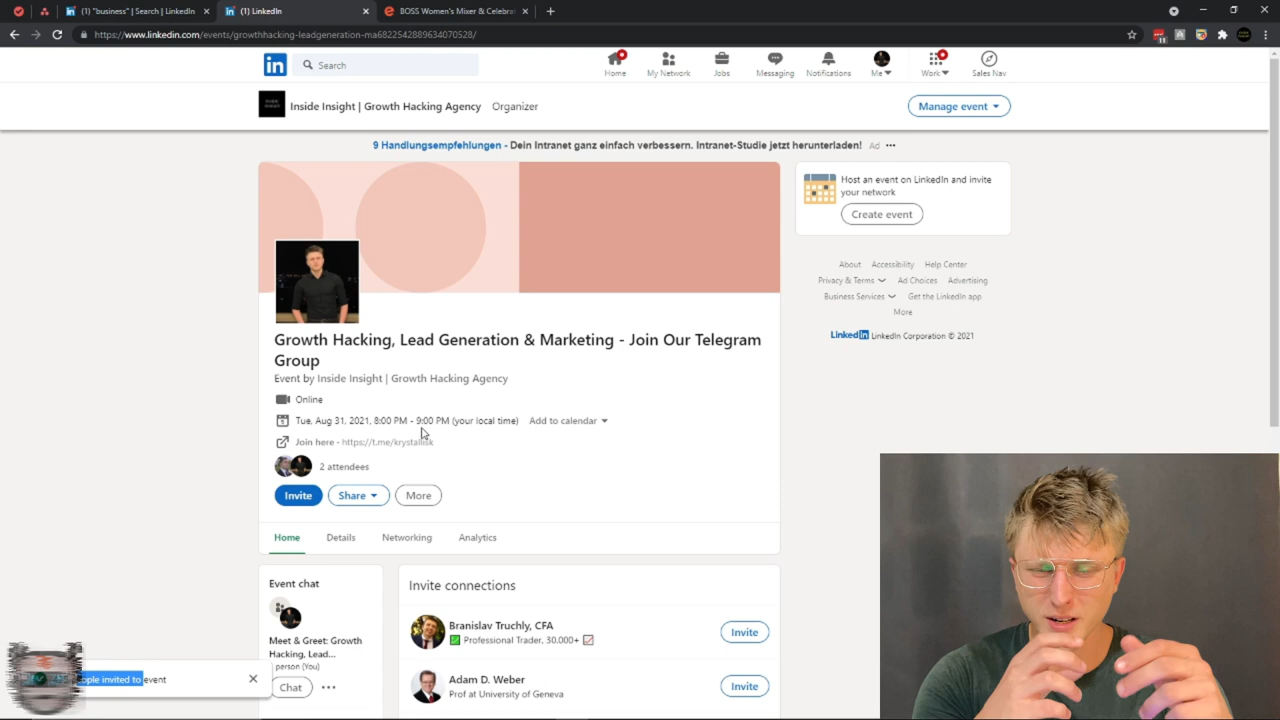 (1) "business" | Search | LinkedIn
(1) LinkedIn
BOSS Women's Mixer & Celebrat
https://www.linkedin.com/events/growthhacking-leadgeneration-ma6822542889634070528/
11
in
Search
Home
My Network
Jobs
Messaging
Notifications
Me
Work
Sales Nav
Inside Insight | Growth Hacking Agency
Organizer
Manage event
9 Handlungsempfehlungen - Dein Intranet ganz einfach verbessern. Intranet-Studie jetzt herunterladen! Ad
Host an event on LinkedIn and invite
your network
Create event
About Accessibility Help Center
Privacy & Terms Ad Choices Advertising
Business Services Get the LinkedIn app
More
LinkedIn LinkedIn Corporation © 2021
Growth Hacking, Lead Generation & Marketing - Join Our Telegram
Group
Event by Inside Insight | Growth Hacking Agency
Online
Tue, Aug 31, 2021, 8:00 PM - 9:00 PM (your local time) Add to calendar
Join here - https://t.me/krystallisk
2 attendees
Invite
Share
More
Home
Details
Networking
Analytics
Event chat
Meet & Greet: Growth
Hacking, Lead...
person (You)
Chat
Invite connections
Branislav Truchly, CFA
Professional Trader, 30.000+
Invite
Adam D. Weber
Prof at University of Geneva
Invite
ople invited to event